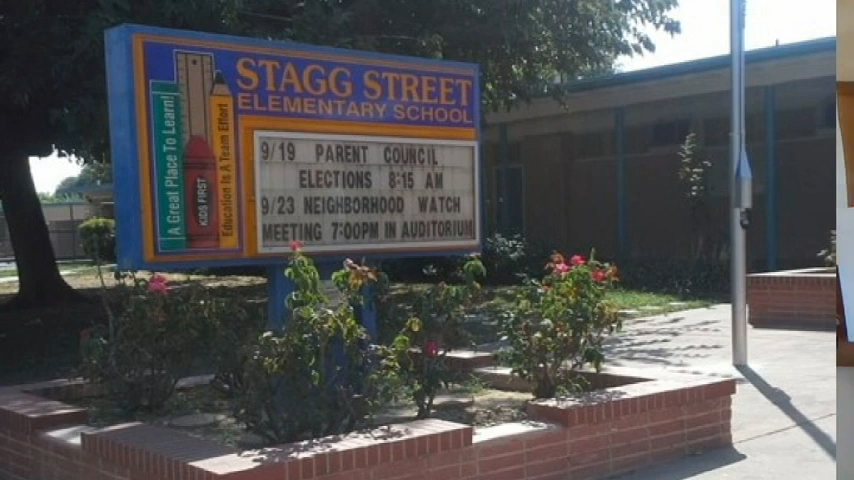 STAGG STREET
ELEMENTARY SCHOOL
A Great Place To Learn!
KIDS FIRST
Education Is A Team Effort
9/19 PARENT COUNCIL
ELECTIONS 8:15 AM
9/23 NEIGHBORHOOD WATCH
MEETING 7:00PM IN AUDITORIUM